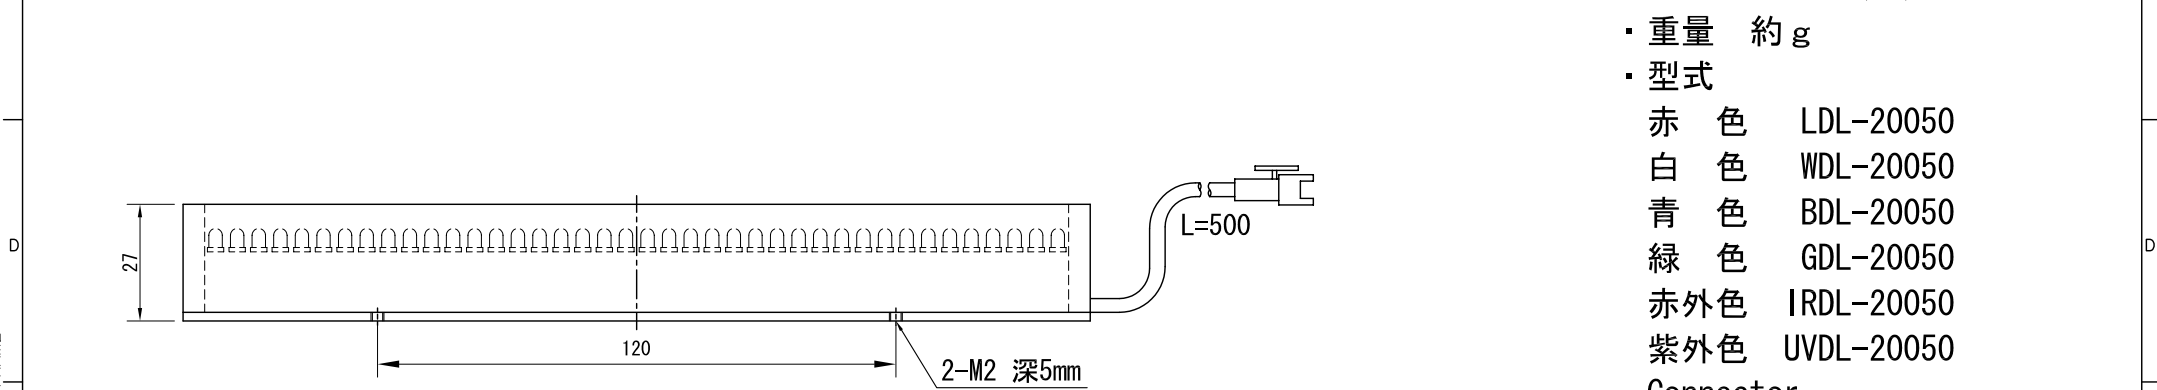 ・重量　約ｇ
・型式
赤　色　LDL-20050
白　色　WDL-20050
青　色　BDL-20050
緑　色　GDL-20050
赤外色　IRDL-20050
紫外色　UVDL-20050
Connector
L=500
D
27
D
120
2-M2 深5mm